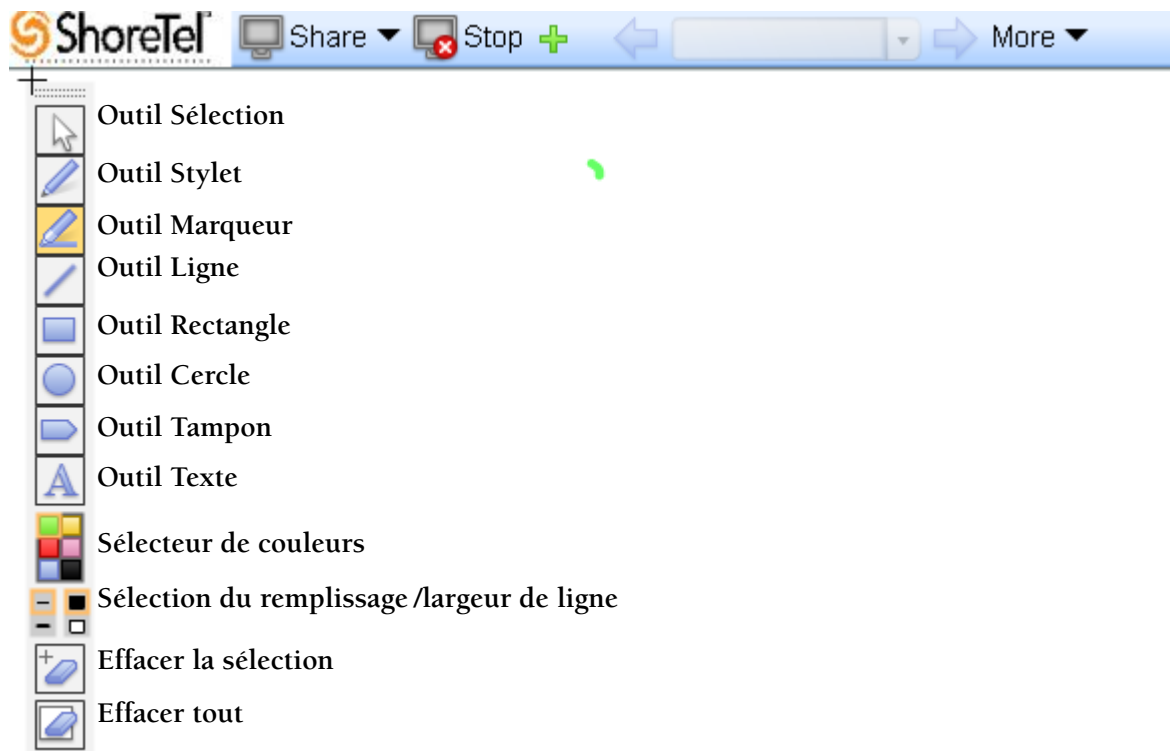 ShoreTel Share Stop More
Outil Sélection
Outil Stylet
Outil Marqueur
Outil Ligne
Outil Rectangle
Outil Cercle
Outil Tampon
A Outil Texte
Sélecteur de couleurs
Sélection du remplissage /largeur de ligne
Effacer la sélection
Effacer tout